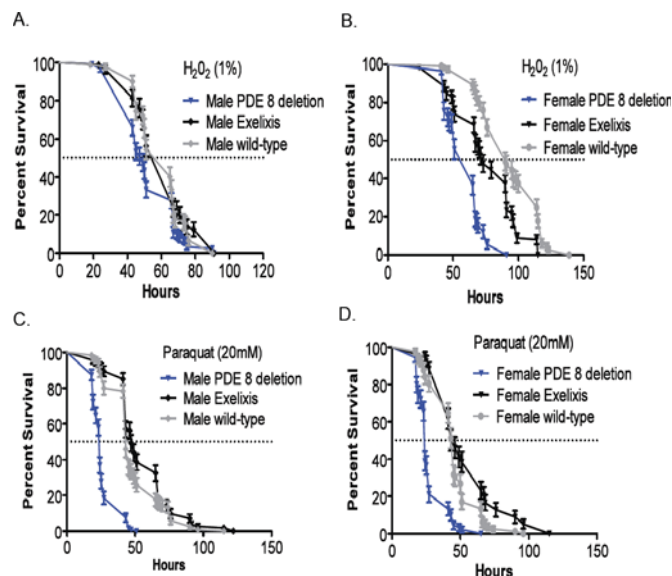 A.
H₂O₂ (1%)
Male PDE 8 deletion
Male Exelixis
Male wild-type
Percent Survival
100
80
60
40
20
0
0 20 40 60 80 100 120
Hours
B.
H₂O₂ (1%)
Female PDE 8 deletion
Female Exelixis
Female wild-type
Percent Survival
100
80
60
40
20
0
0 50 100 150
Hours
C.
Paraquat (20mM)
Male PDE 8 deletion
Male Exelixis
Male wild-type
Percent Survival
100
80
60
40
20
0
0 50 100 150
Hours
D.
Paraquat (20mM)
Female PDE 8 deletion
Female Exelixis
Female wild-type
Percent Survival
100
80
60
40
20
0
0 50 100 150
Hours